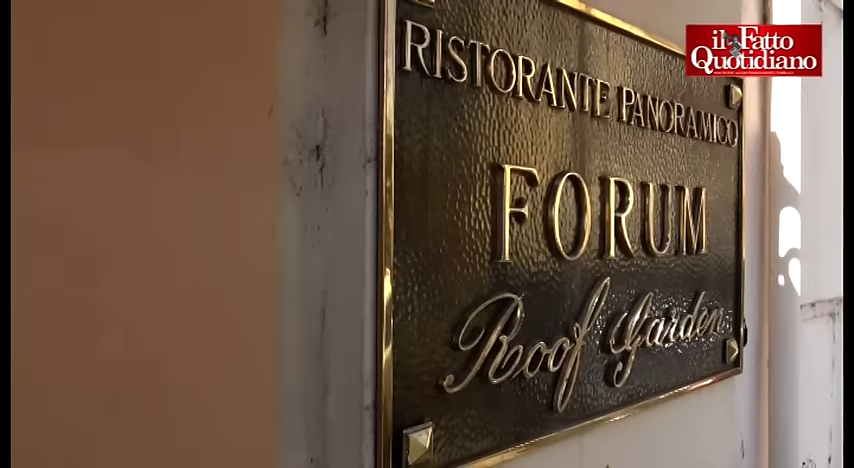 il Fatto
Quotidiano
RISTORANTE PANORAMICO
FORUM
Roof Garden